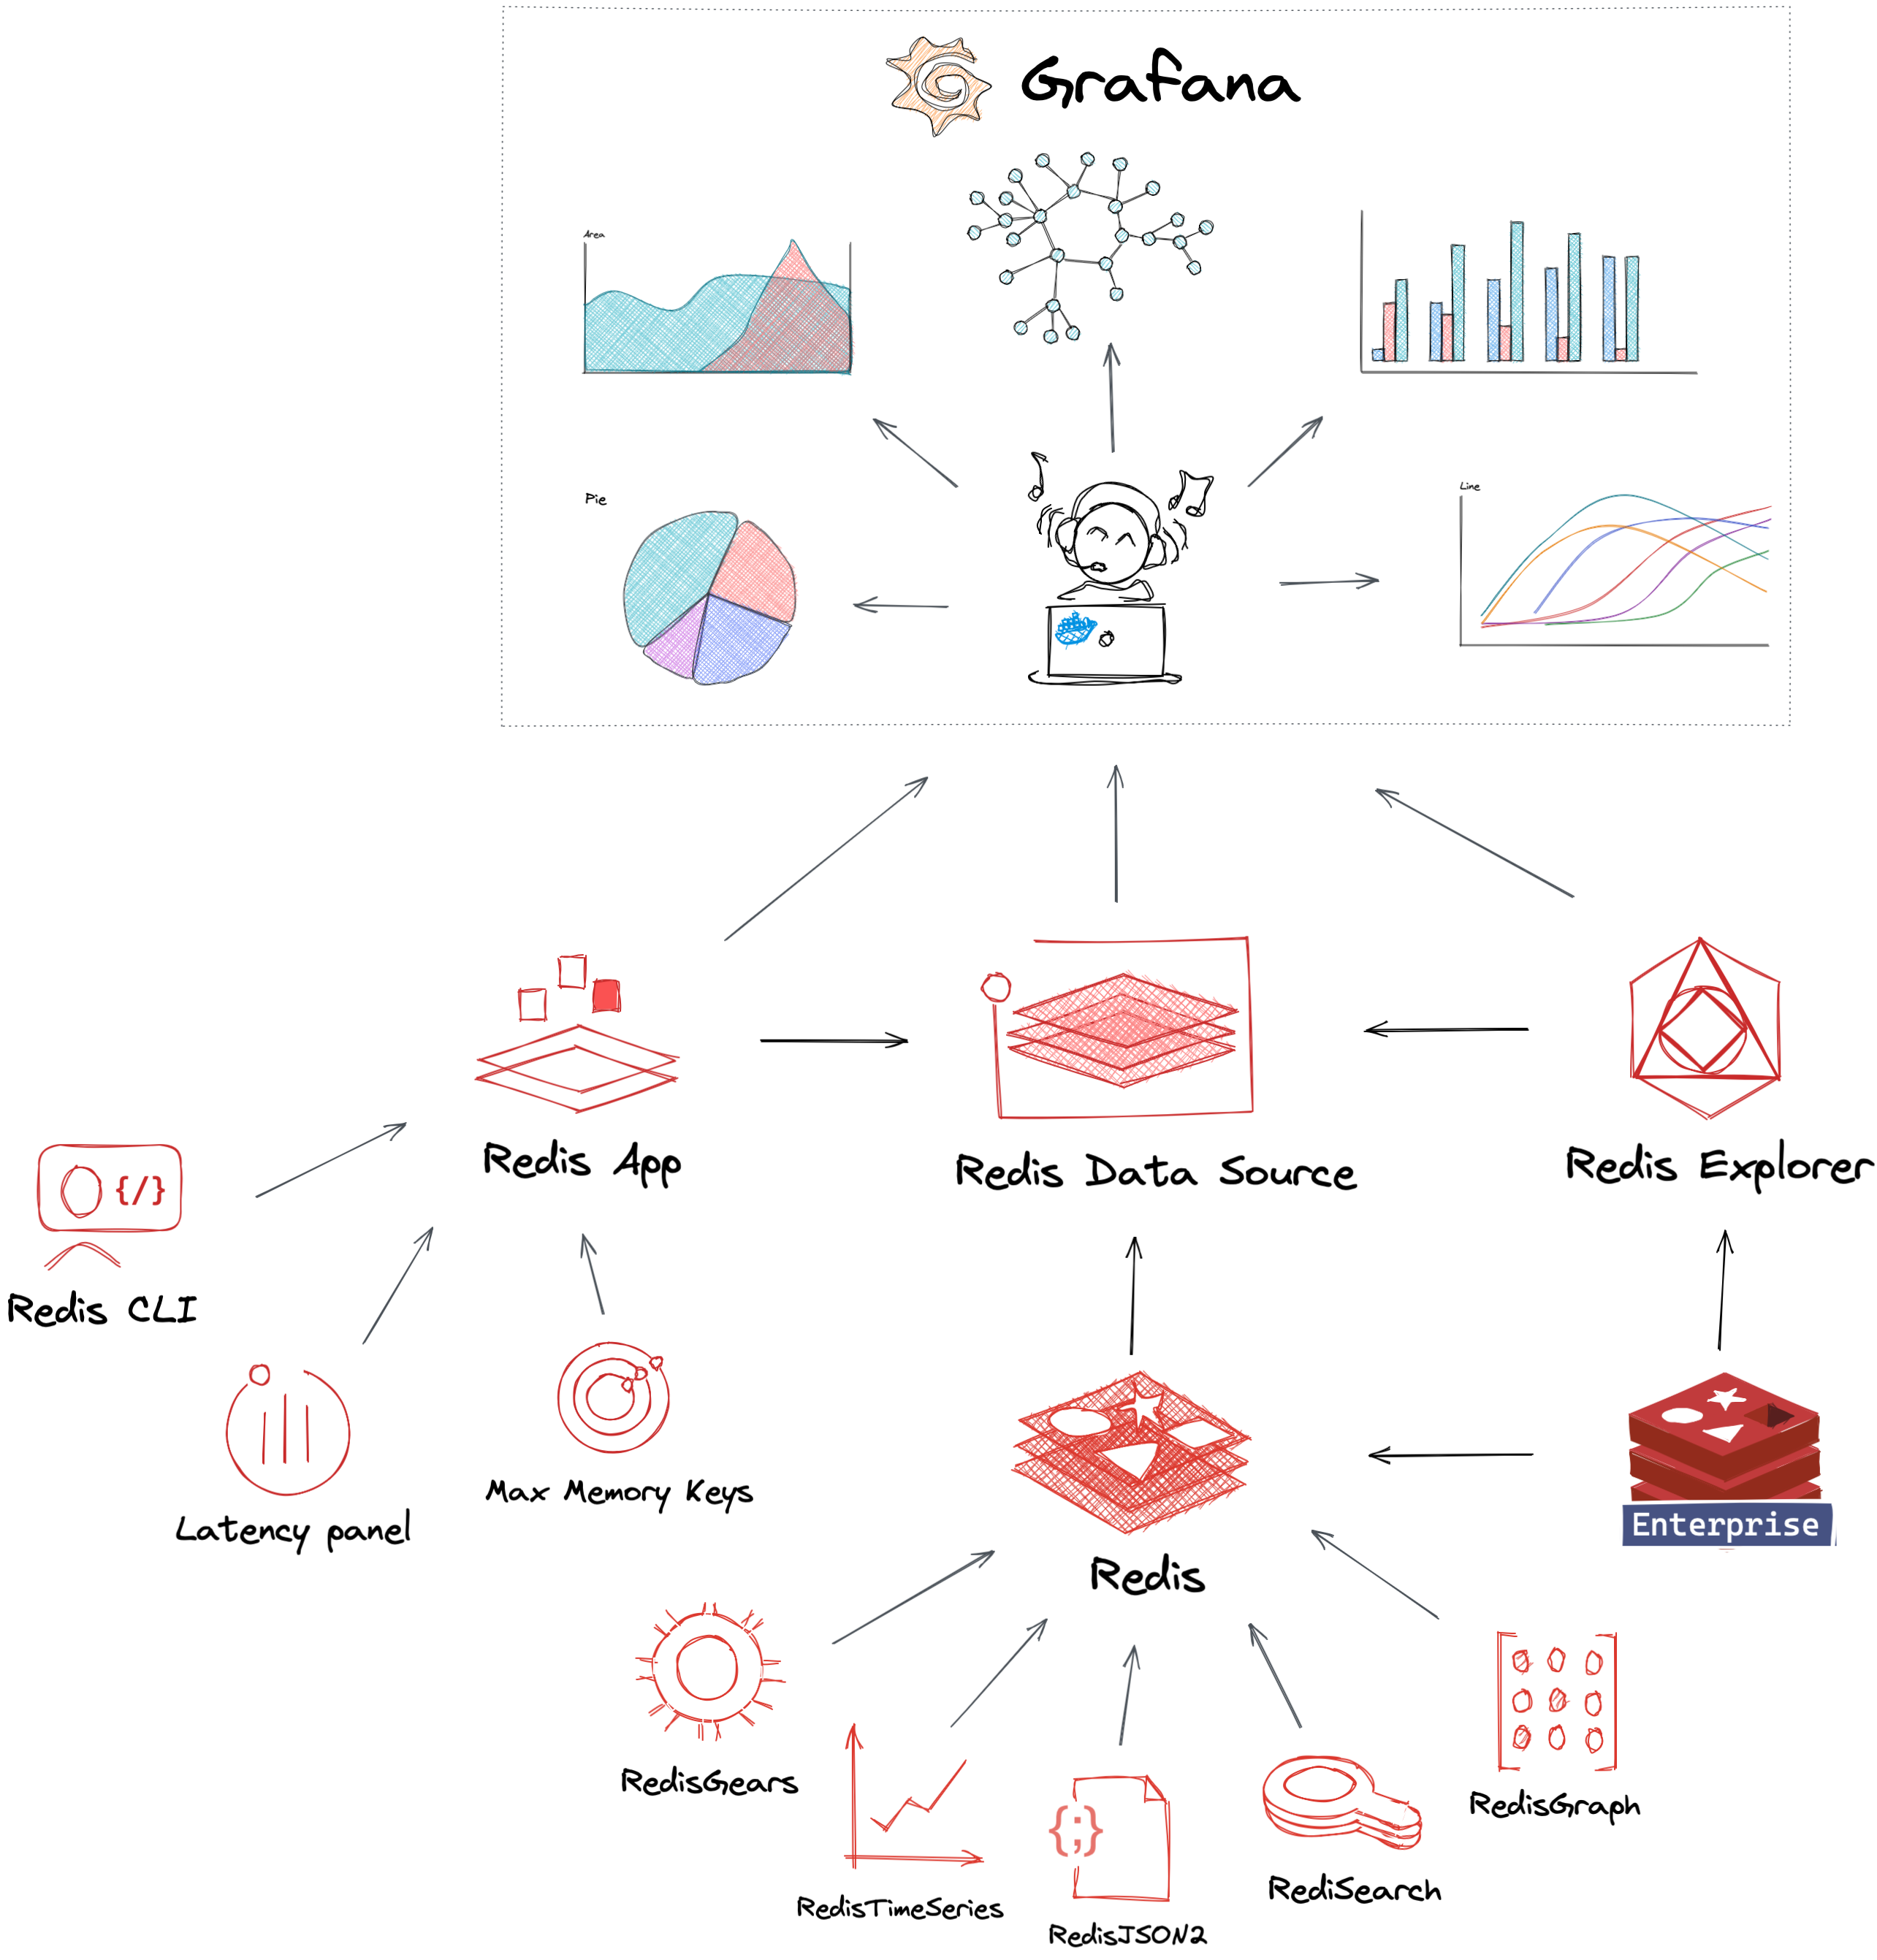 Grafana
Area
Pie
Line
Redis App
Redis Data Source
Redis Explorer
{/}
Redis CLI
Latency panel
Max Memory Keys
Redis
Enterprise
RedisGears
RedisTimeSeries
{;}
RedisJSON2
RediSearch
RedisGraph